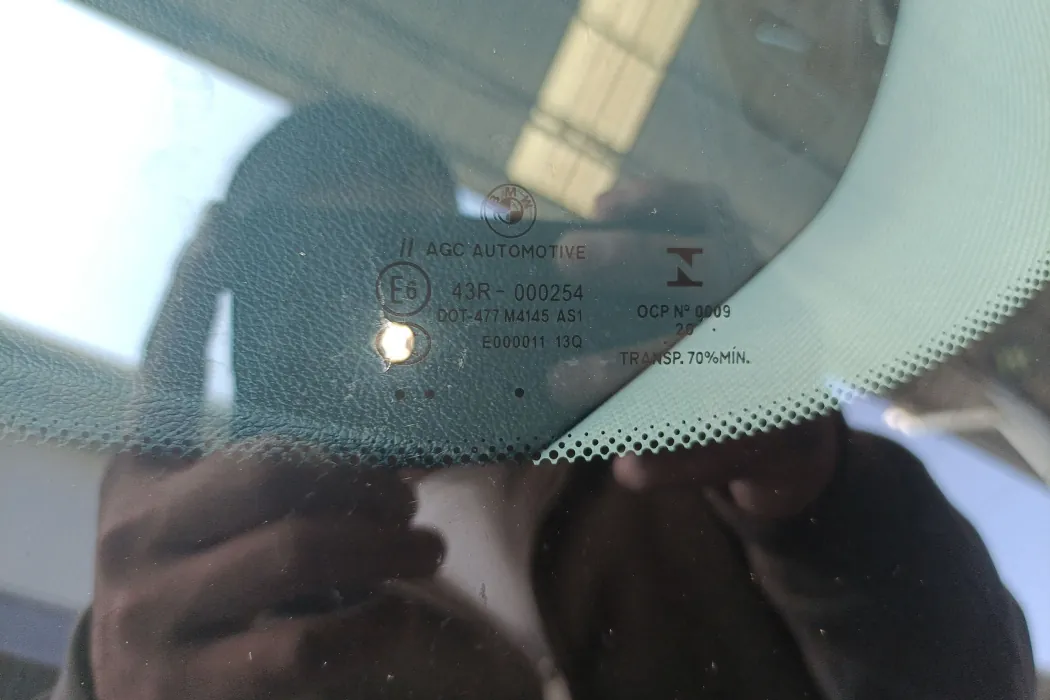 BMW
// AGC AUTOMOTIVE
E6 43R - 000254
DOT-477 M4145 AS1
E000011 13Q
OCP Nº 0009
TRANSP. 70%MÍN.